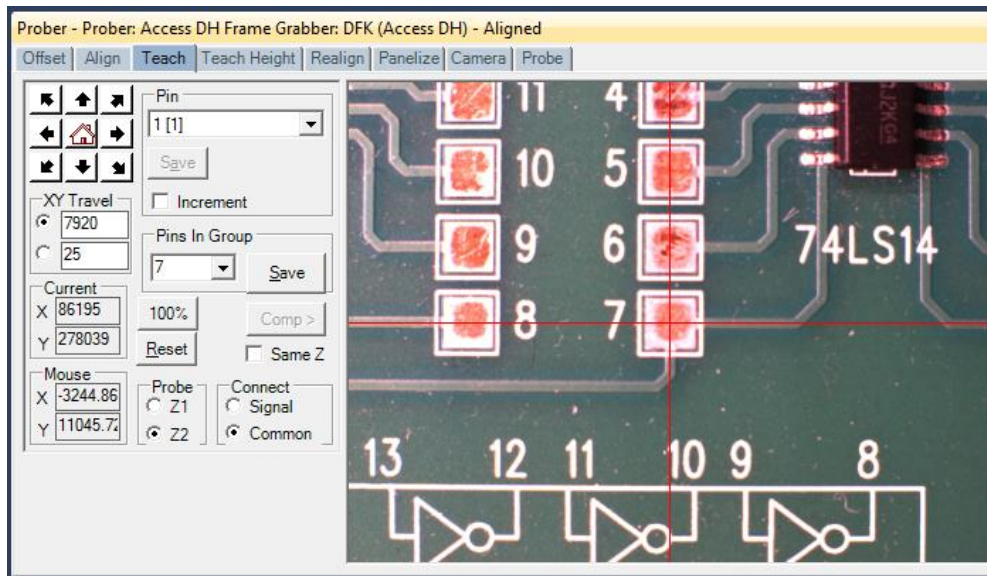 Prober - Prober: Access DH Frame Grabber: DFK (Access DH) - Aligned
Offset Align Teach Teach Height Realign Panelize Camera Probe
Pin
1 [1]
Save
Increment
XY Travel
7920
25
Pins In Group
7
Save
Current
X 86195
Y 278039
100%
Comp >
Reset
Same Z
Mouse
X -3244.86
Y 11045.72
Probe
Z1
Z2
Connect
Signal
Common
11 4
10 5
9 6
8 7
74LS14
13 12 11 10 9 8